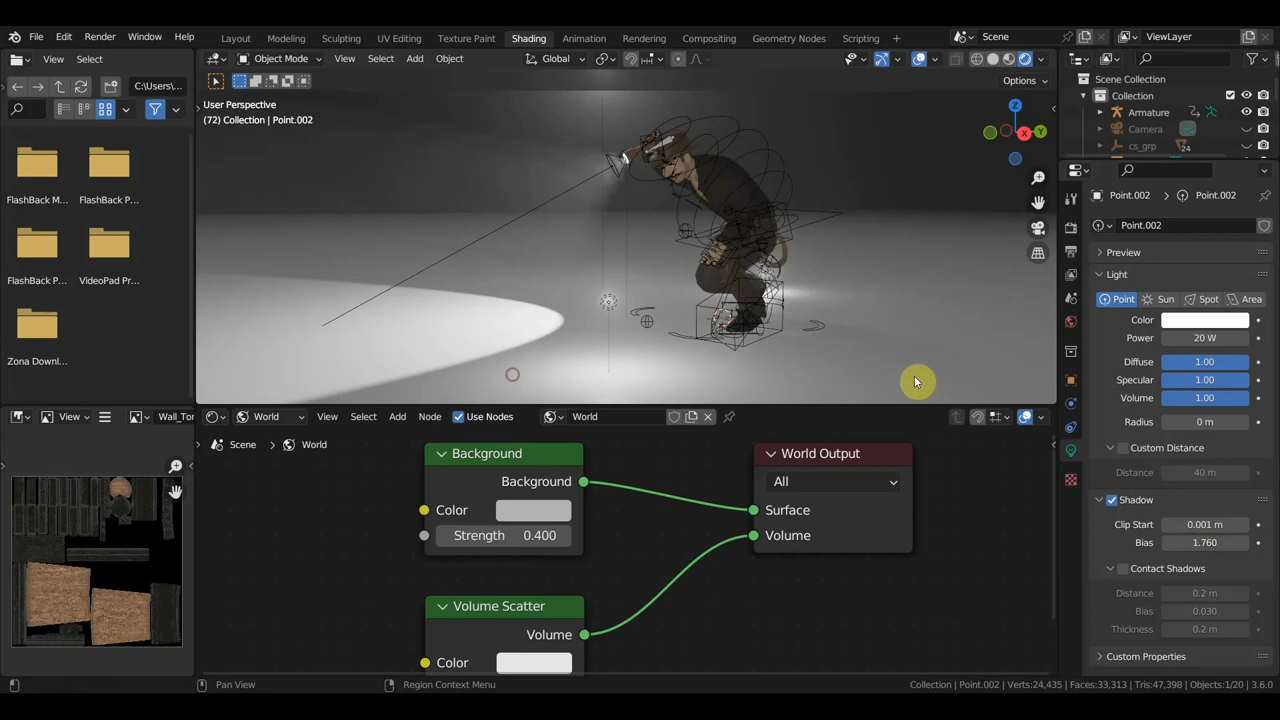 File Edit Render Window Help
Layout Modeling Sculpting UV Editing Texture Paint Shading Animation Rendering Compositing Geometry Nodes Scripting +
Scene
ViewLayer
View Select
C:\Users\...
Object Mode View Select Add Object
Global
Options
User Perspective
(72) Collection | Point.002
Z
X
Y
FlashBack M...
FlashBack P...
FlashBack P...
VideoPad Pr...
Zona Downl...
Scene Collection
Collection
Armature
Camera
cs_grp
24
Point.002 > Point.002
Point.002
Preview
Light
Point Sun Spot Area
Color
Power 20 W
Diffuse 1.00
Specular 1.00
Volume 1.00
Radius 0 m
Custom Distance
Distance 40 m
Shadow
Clip Start 0.001 m
Bias 1.760
Contact Shadows
Distance 0.2 m
Bias 0.030
Thickness 0.2 m
Custom Properties
View
Wall_Tor
World View Select Add Node Use Nodes World
Scene > World
Background
Background
Color
Strength 0.400
World Output
All
Surface
Volume
Volume Scatter
Volume
Color
Pan View
Region Context Menu
Collection | Point.002 | Verts:24,435 | Faces:33,313 | Tris:47,398 | Objects:1/20 | 3.6.0